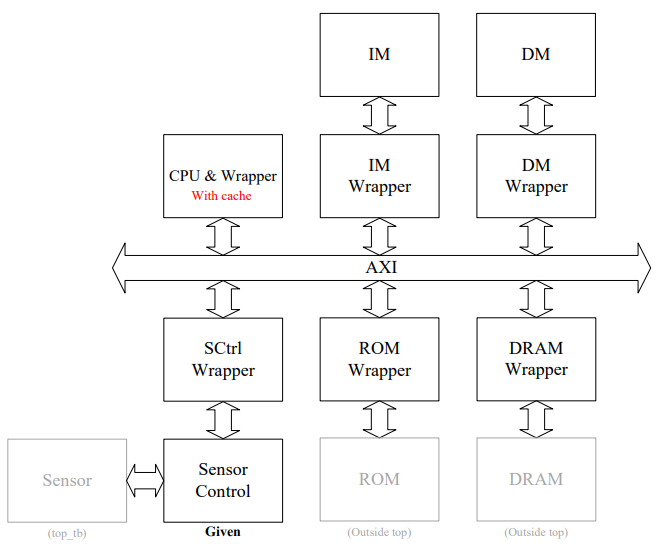 IM
DM
CPU & Wrapper
With cache
IM
Wrapper
DM
Wrapper
AXI
SCtrl
Wrapper
ROM
Wrapper
DRAM
Wrapper
Sensor
Sensor
Control
ROM
DRAM
(top_tb)
Given
(Outside top)
(Outside top)